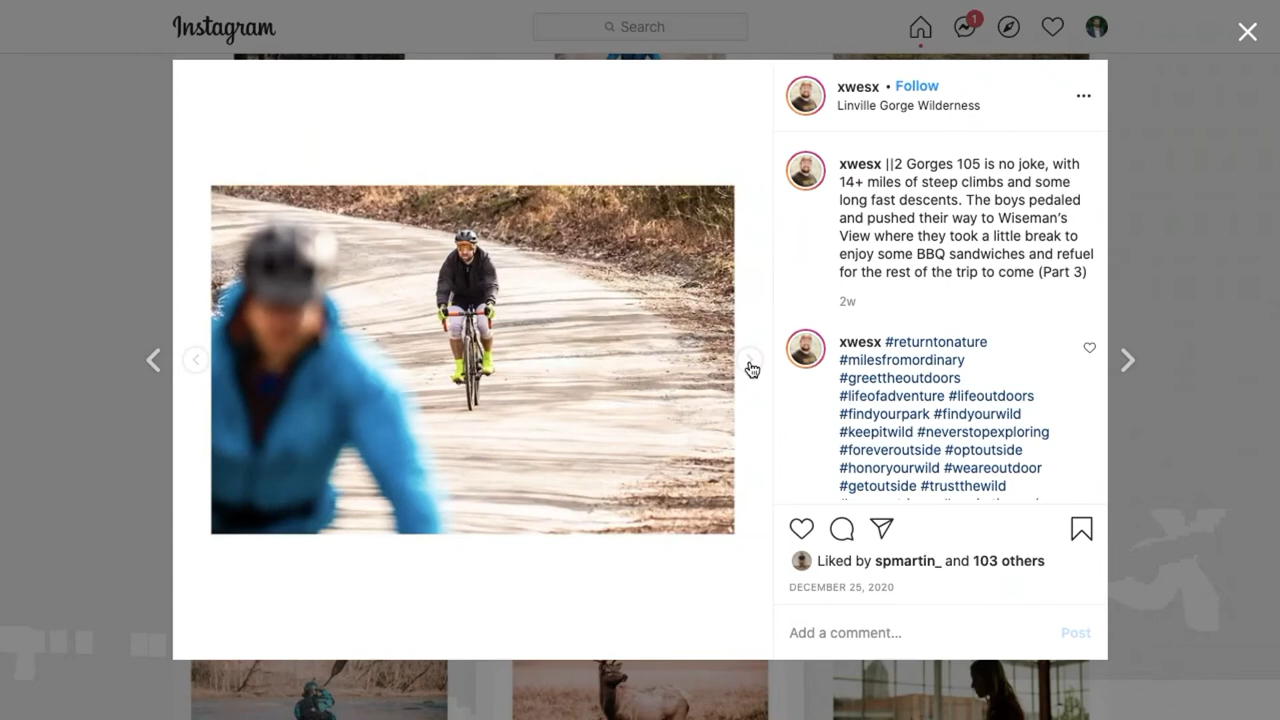 Instagram
Search
1
xwesx • Follow
Linville Gorge Wilderness
xwesx ||2 Gorges 105 is no joke, with
14+ miles of steep climbs and some
long fast descents. The boys pedaled
and pushed their way to Wiseman's
View where they took a little break to
enjoy some BBQ sandwiches and refuel
for the rest of the trip to come (Part 3)
2w
xwesx #returntonature
#milesfromordinary
#greettheoutdoors
#lifeofadventure #lifeoutdoors
#findyourpark #findyourwild
#keepitwild #neverstopexploring
#foreveroutside #optoutside
#honoryourwild #weareoutdoor
#getoutside #trustthewild
Liked by spmartin_ and 103 others
DECEMBER 25, 2020
Add a comment...
Post